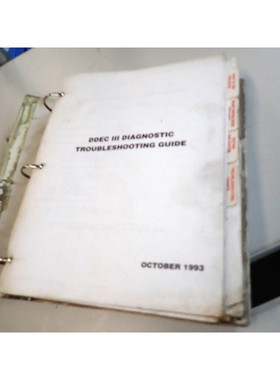 DDEC III DIAGNOSTIC
TROUBLESHOOTING GUIDE
OCTOBER 1993